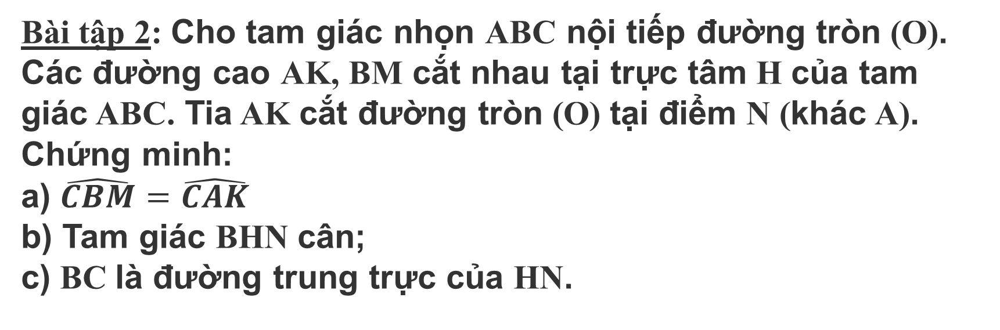 Bài tập 2: Cho tam giác nhọn ABC nội tiếp đường tròn (O).
Các đường cao AK, BM cắt nhau tại trực tâm H của tam
giác ABC. Tia AK cắt đường tròn (O) tại điểm N (khác A).
Chứng minh:
a) \widehat{CBM} = \widehat{CAK}
b) Tam giác BHN cân;
c) BC là đường trung trực của HN.